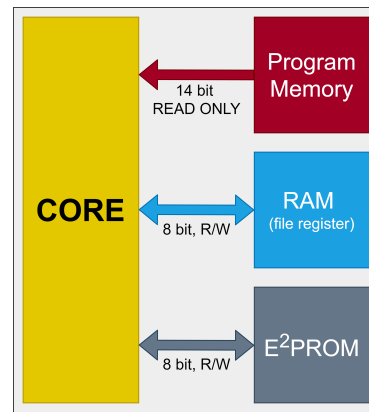 Program
Memory
14 bit
READ ONLY
CORE
RAM
(file register)
8 bit, R/W
E²PROM
8 bit, R/W